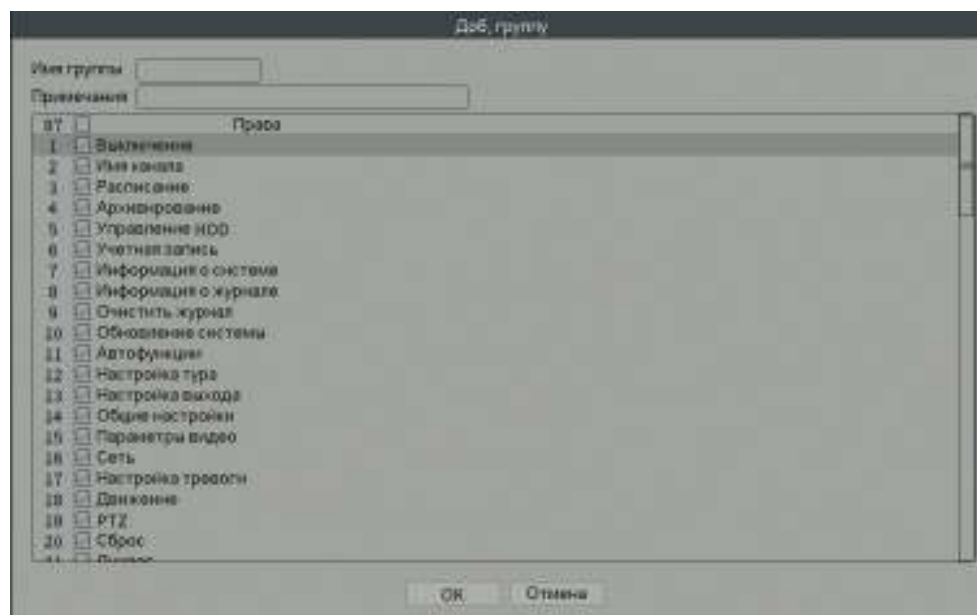 Доб, группу
Имя группы
Примечания
87 Права
1 Выключение
2 Имя канала
3 Расписание
4 Архивирование
5 Управление HDD
6 Учетная запись
7 Информация о системе
8 Информация о журнале
9 Очистить журнал
10 Обновление системы
11 Автофункции
12 Настройка тура
13 Настройка выхода
14 Общие настройки
15 Параметры видео
16 Сеть
17 Настройка тревоги
18 Движение
19 PTZ
20 Сброс
OK Отмена